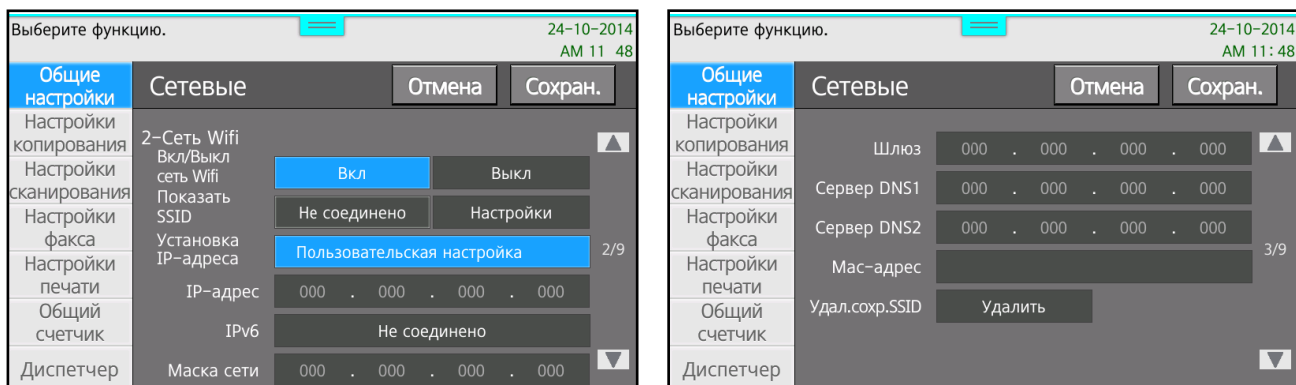 Выберите функцию.
24-10-2014
AM 11 48
Общие
настройки
Сетевые
Отмена
Сохран.
Настройки
копирования
Настройки
сканирования
Настройки
факса
Настройки
печати
Общий
счетчик
Диспетчер
2-Сеть Wifi
Вкл/Выкл
сеть Wifi
Вкл
Выкл
Показать
SSID
Не соединено
Настройки
Установка
IP-адреса
Пользовательская настройка
2/9
IP-адрес
000 . 000 . 000 . 000
IPv6
Не соединено
Маска сети
000 . 000 . 000 . 000
Выберите функцию.
24-10-2014
AM 11:48
Общие
настройки
Сетевые
Отмена
Сохран.
Настройки
копирования
Настройки
сканирования
Настройки
факса
Настройки
печати
Общий
счетчик
Диспетчер
Шлюз 000 . 000 . 000 . 000
Сервер DNS1 000 . 000 . 000 . 000
Сервер DNS2 000 . 000 . 000 . 000
3/9
Мас-адрес
Удал.сохр.SSID Удалить